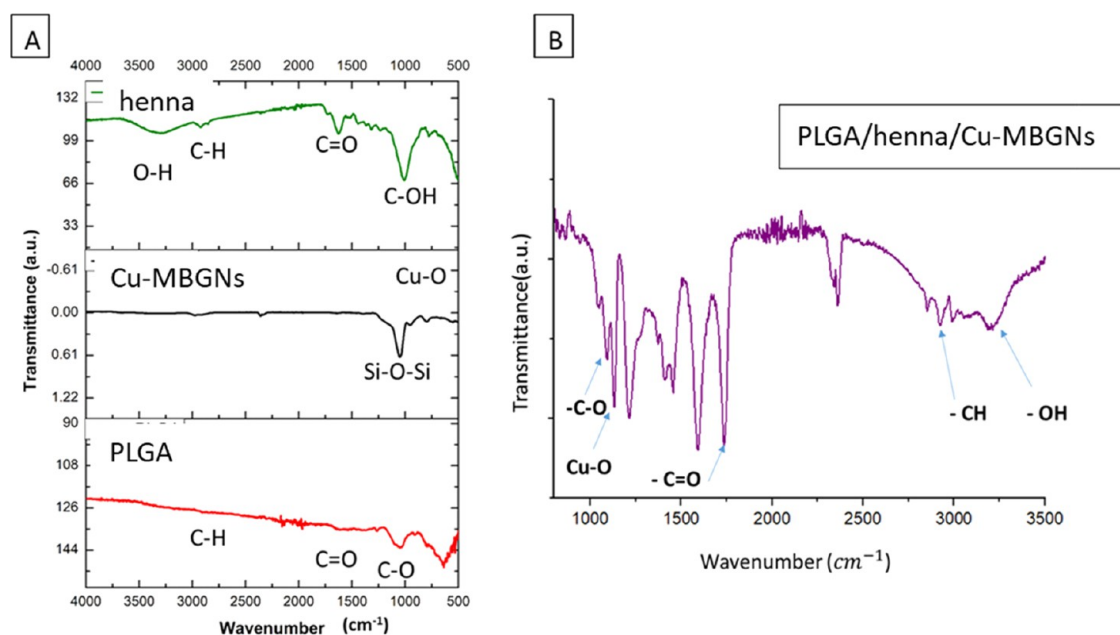 A
4000 3500 3000 2500 2000 1500 1000 500
132
99
66
33
henna
O-H
C-H
C=O
C-OH
Transmittance (a.u.)
-0.61
0.00
0.61
1.22
Cu-MBGNs
Cu-O
Si-O-Si
90
108
126
144
PLGA
C-H
C=O
C-O
4000 3500 3000 2500 2000 1500 1000 500
Wavenumber (cm⁻¹)
B
PLGA/henna/Cu-MBGNs
Transmittance(a.u.)
-C-O
Cu-O
- C=O
- CH
- OH
1000 1500 2000 2500 3000 3500
Wavenumber (cm⁻¹)